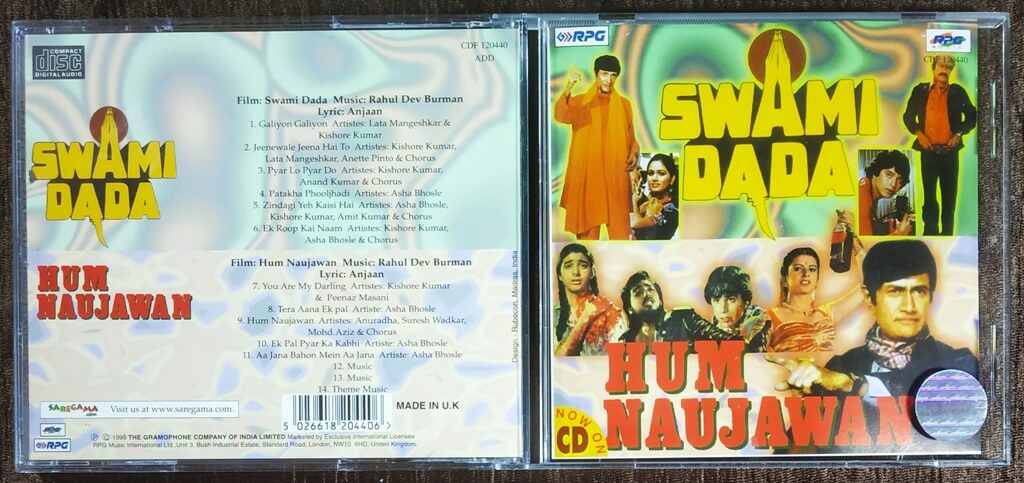 COMPACT
disc
DIGITAL AUDIO
CDF 120440
ADD
SWAMI
DADA
Film: Swami Dada Music: Rahul Dev Burman
Lyric: Anjaan
1. Galiyon Galiyon Artistes: Lata Mangeshkar &
Kishore Kumar
2. Jeenewale Jeena Hai To Artistes: Kishore Kumar,
Lata Mangeshkar, Anette Pinto & Chorus
3. Pyar Lo Pyar Do Artistes: Kishore Kumar,
Anand Kumar & Chorus
4. Patakha Phooljhadi Artistes: Asha Bhosle
5. Zindagi Yeh Kaisi Hai Artistes: Asha Bhosle,
Kishore Kumar, Amit Kumar & Chorus
6. Ek Roop Kai Naam Artistes: Kishore Kumar,
Asha Bhosle & Chorus
HUM
NAUJAWAN
Film: Hum Naujawan Music: Rahul Dev Burman
Lyric: Anjaan
7. You Are My Darling Artistes: Kishore Kumar
& Peenaz Masani
8. Tera Aana Ek pal Artiste: Asha Bhosle
9. Hum Naujawan Artistes: Anuradha, Suresh Wadkar,
Mohd.Aziz & Chorus
10. Ek Pal Pyar Ka Kabhi Artiste: Asha Bhosle
11. Aa Jana Bahon Mein Aa Jana Artiste: Asha Bhosle
12. Music
13. Music
14. Theme Music
Design : Rubecon, Madras, India
SAREGAMA
.com
Visit us at www.saregama.com.
5 026618 204406 >
MADE IN U.K
RPG
℗ © 1999 THE GRAMOPHONE COMPANY OF INDIA LIMITED Marketed by Exclusive International Licensees
RPG Music International Ltd.,Unit 3, Bush Industrial Estate, Standard Road, London, NW10 6HD, United Kingdom.
RPG
RPG
CDF 120440
SWAMI
DADA
HUM
NAUJAWAN
NOW ON
CD